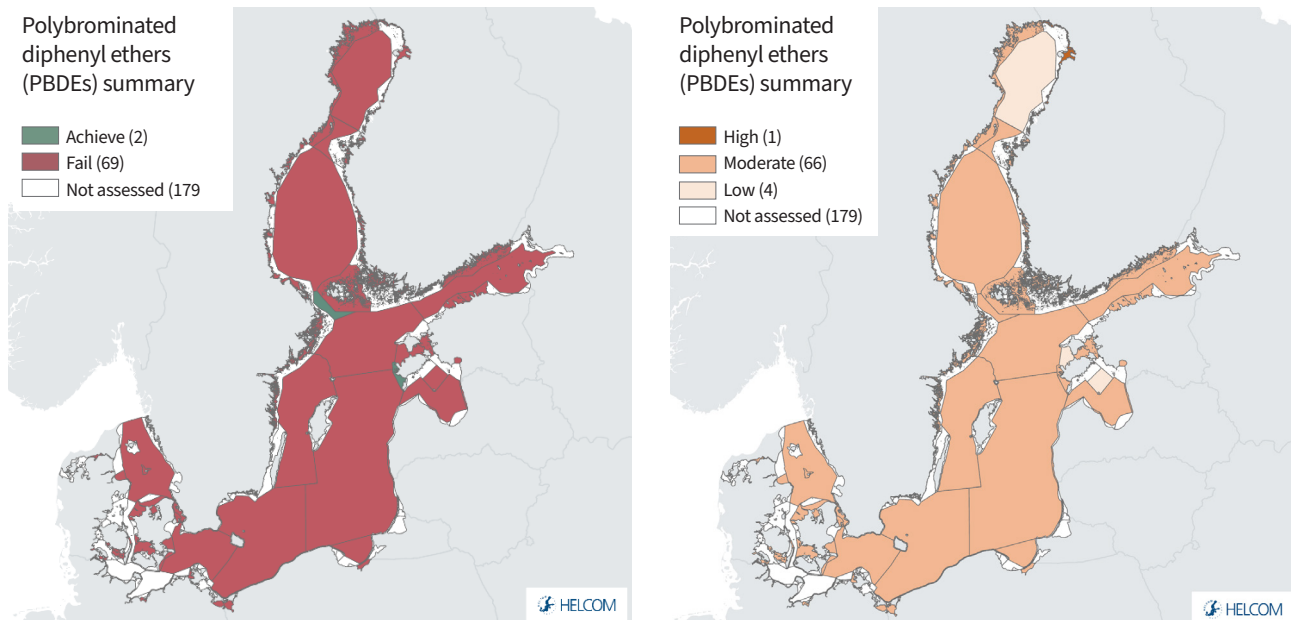 Polybrominated
diphenyl ethers
(PBDEs) summary
Achieve (2)
Fail (69)
Not assessed (179
HELCOM
Polybrominated
diphenyl ethers
(PBDEs) summary
High (1)
Moderate (66)
Low (4)
Not assessed (179)
HELCOM